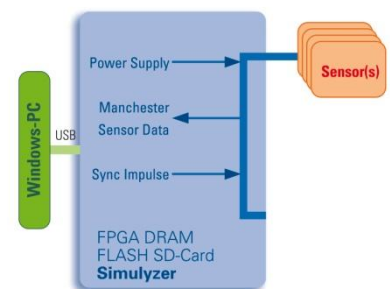 Windows-PC
USB
Power Supply
Manchester
Sensor Data
Sync Impulse
Sensor(s)
FPGA DRAM
FLASH SD-Card
Simulyzer